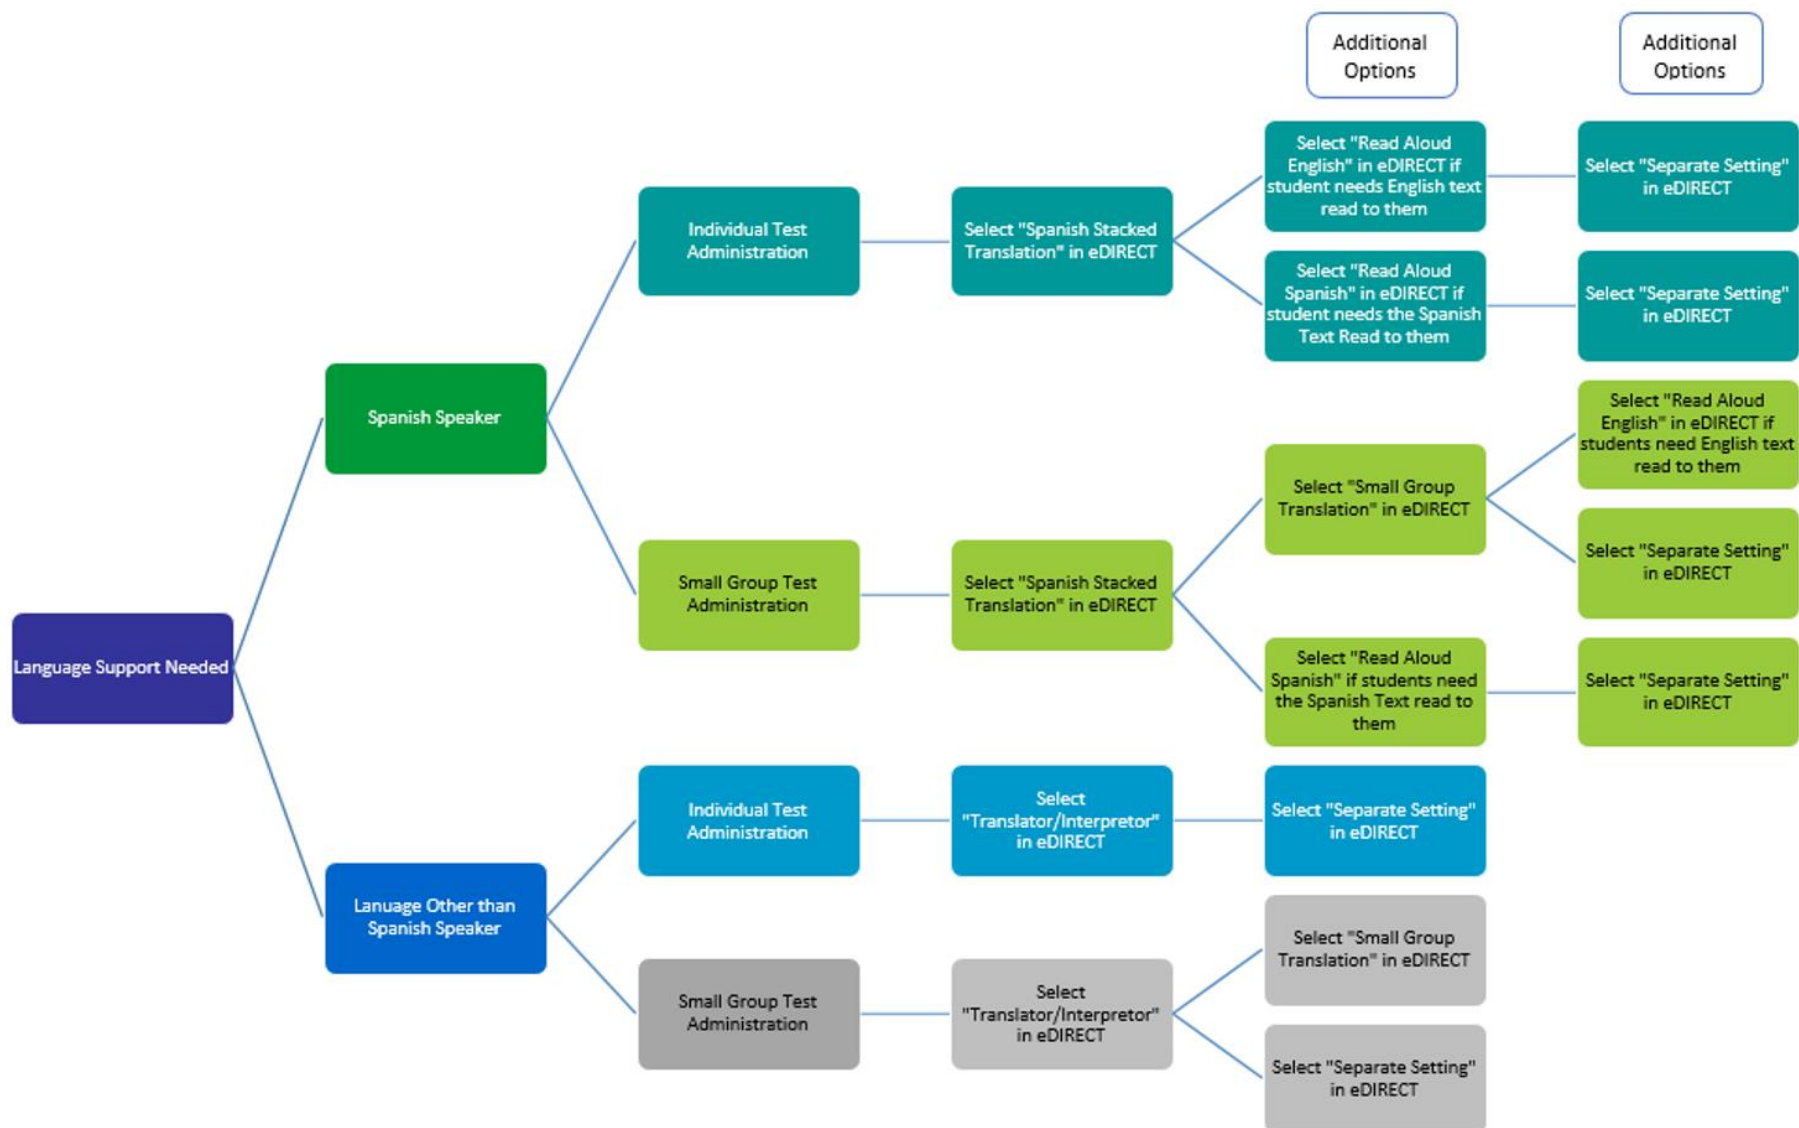 Additional
Options
Additional
Options
Select "Read Aloud
English" in eDIRECT if
student needs English text
read to them
Select "Separate Setting"
in eDIRECT
Individual Test
Administration
Select "Spanish Stacked
Translation" in eDIRECT
Select "Read Aloud
Spanish" in eDIRECT if
student needs the Spanish
Text Read to them
Select "Separate Setting"
in eDIRECT
Spanish Speaker
Select "Read Aloud
English" in eDIRECT if
students need English text
read to them
Select "Small Group
Translation" in eDIRECT
Select "Separate Setting"
in eDIRECT
Small Group Test
Administration
Select "Spanish Stacked
Translation" in eDIRECT
Select "Read Aloud
Spanish" if students need
the Spanish Text read to
them
Select "Separate Setting"
in eDIRECT
Language Support Needed
Individual Test
Administration
Select
"Translator/Interpretor"
in eDIRECT
Select "Separate Setting"
in eDIRECT
Lanuage Other than
Spanish Speaker
Select "Small Group
Translation" in eDIRECT
Small Group Test
Administration
Select
"Translator/Interpretor"
in eDIRECT
Select "Separate Setting"
in eDIRECT